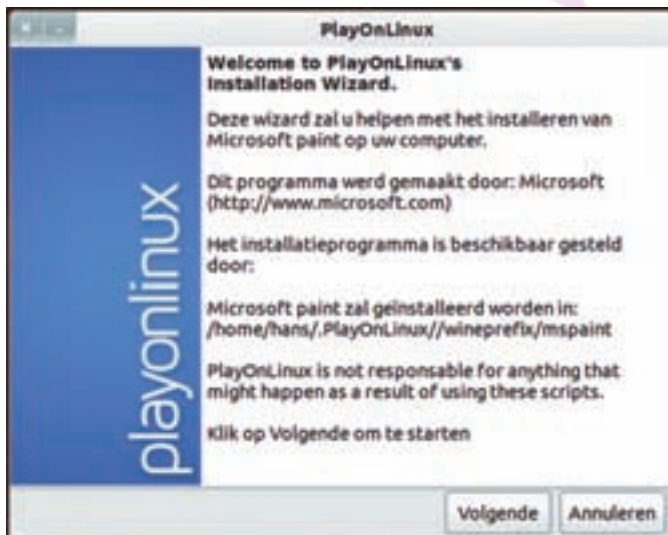 PlayOnLinux
playonlinux
Welcome to PlayOnLinux's
Installation Wizard.
Deze wizard zal u helpen met het installeren van
Microsoft paint op uw computer.
Dit programma werd gemaakt door: Microsoft
(http://www.microsoft.com)
Het installatieprogramma is beschikbaar gesteld
door:
Microsoft paint zal geïnstalleerd worden in:
/home/hans/.PlayOnLinux//wineprefix/mspaint
PlayOnLinux is not responsable for anything that
might happen as a result of using these scripts.
Klik op Volgende om te starten
Volgende Annuleren